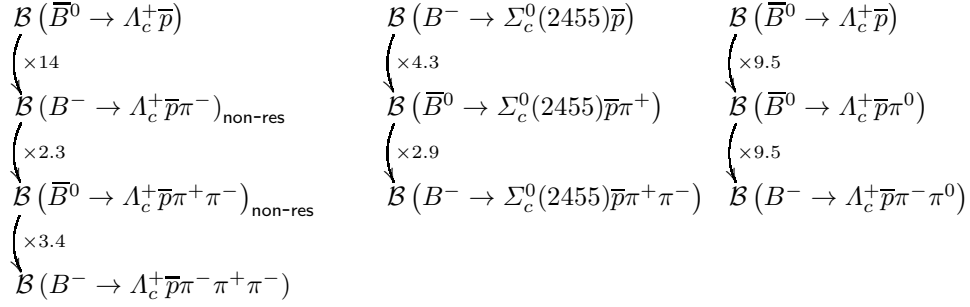 ℬ(B̅⁰ → Λc⁺p̅) ℬ(B⁻ → Σc⁰(2455)p̅) ℬ(B̅⁰ → Λc⁺p̅)
×14 ×4.3 ×9.5
ℬ(B⁻ → Λc⁺p̅π⁻)non-res ℬ(B̅⁰ → Σc⁰(2455)p̅π⁺) ℬ(B̅⁰ → Λc⁺p̅π⁰)
×2.3 ×2.9 ×9.5
ℬ(B̅⁰ → Λc⁺p̅π⁺π⁻)non-res ℬ(B⁻ → Σc⁰(2455)p̅π⁺π⁻) ℬ(B⁻ → Λc⁺p̅π⁻π⁰)
×3.4
ℬ(B⁻ → Λc⁺p̅π⁻π⁺π⁻)